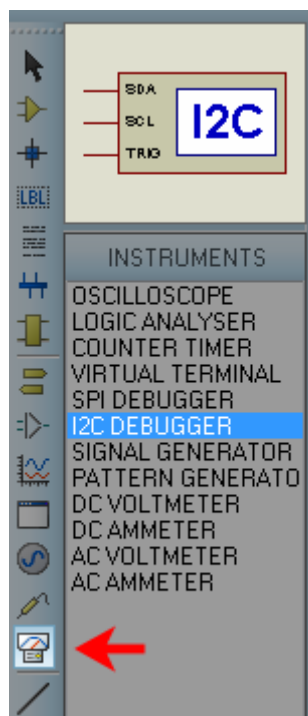 SDA
SCL
TRIG
I2C
LBL
INSTRUMENTS
OSCILLOSCOPE
LOGIC ANALYSER
COUNTER TIMER
VIRTUAL TERMINAL
SPI DEBUGGER
I2C DEBUGGER
SIGNAL GENERATOR
PATTERN GENERATO
DC VOLTMETER
DC AMMETER
AC VOLTMETER
AC AMMETER